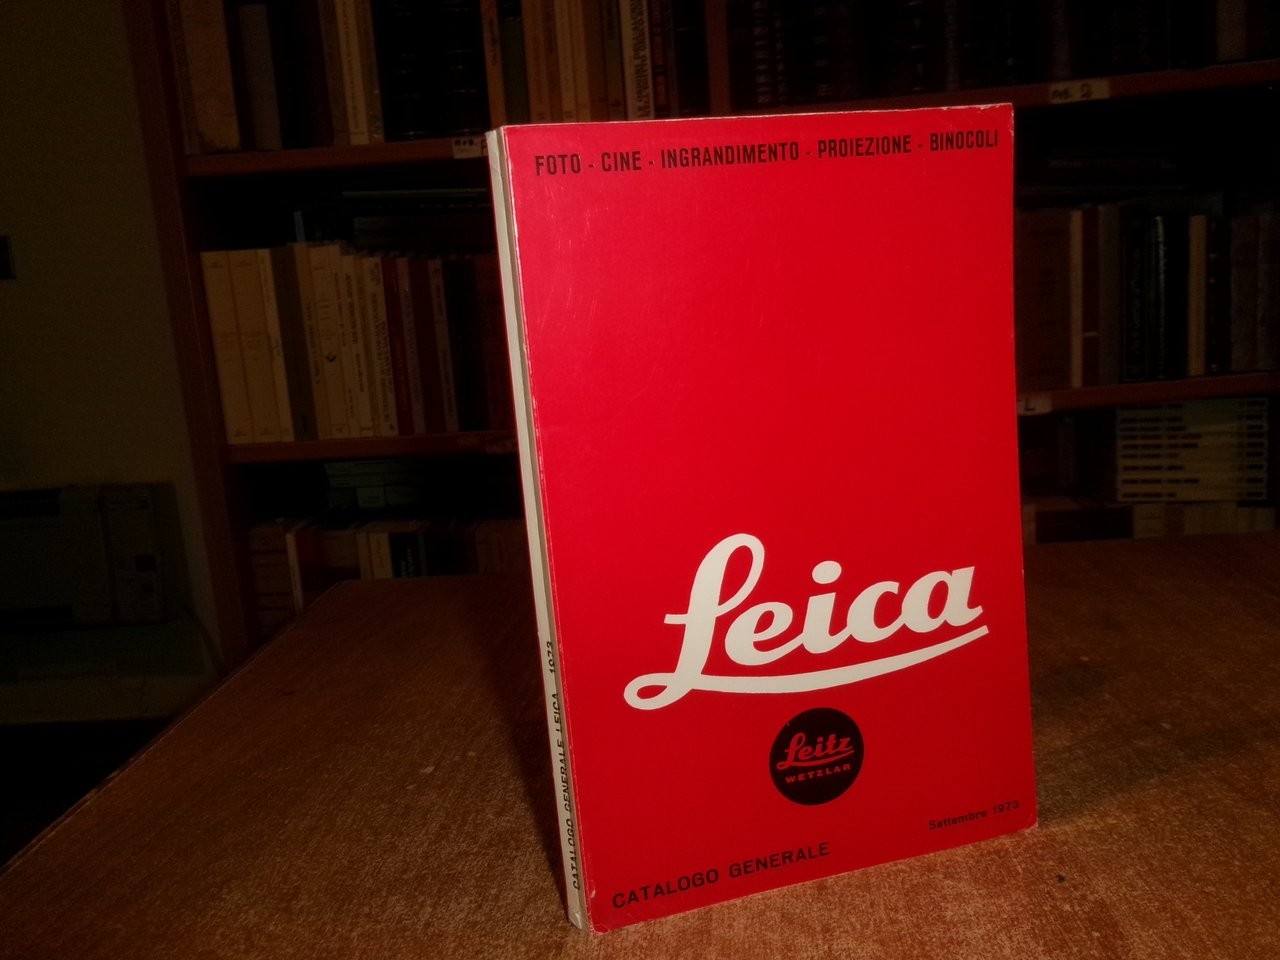 FOTO - CINE - INGRANDIMENTO - PROIEZIONE - BINOCOLI
Leica
Leitz
WETZLAR
Settembre 1973
CATALOGO GENERALE
CATALOGO GENERALE LEICA 1973